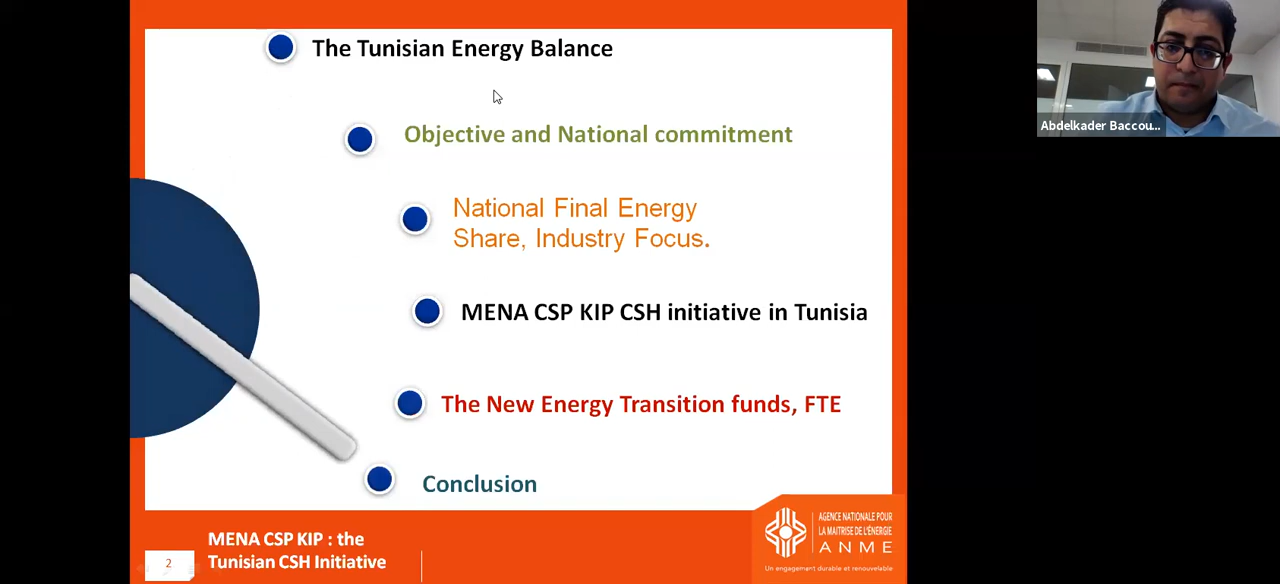 The Tunisian Energy Balance
Abdelkader Baccou...
Objective and National commitment
National Final Energy
Share, Industry Focus.
MENA CSP KIP CSH initiative in Tunisia
The New Energy Transition funds, FTE
Conclusion
MENA CSP KIP : the
Tunisian CSH Initiative
2
AGENCE NATIONALE POUR
LA MAITRISE DE L'ÉNERGIE
ANME
Un engagement durable et renouvelable